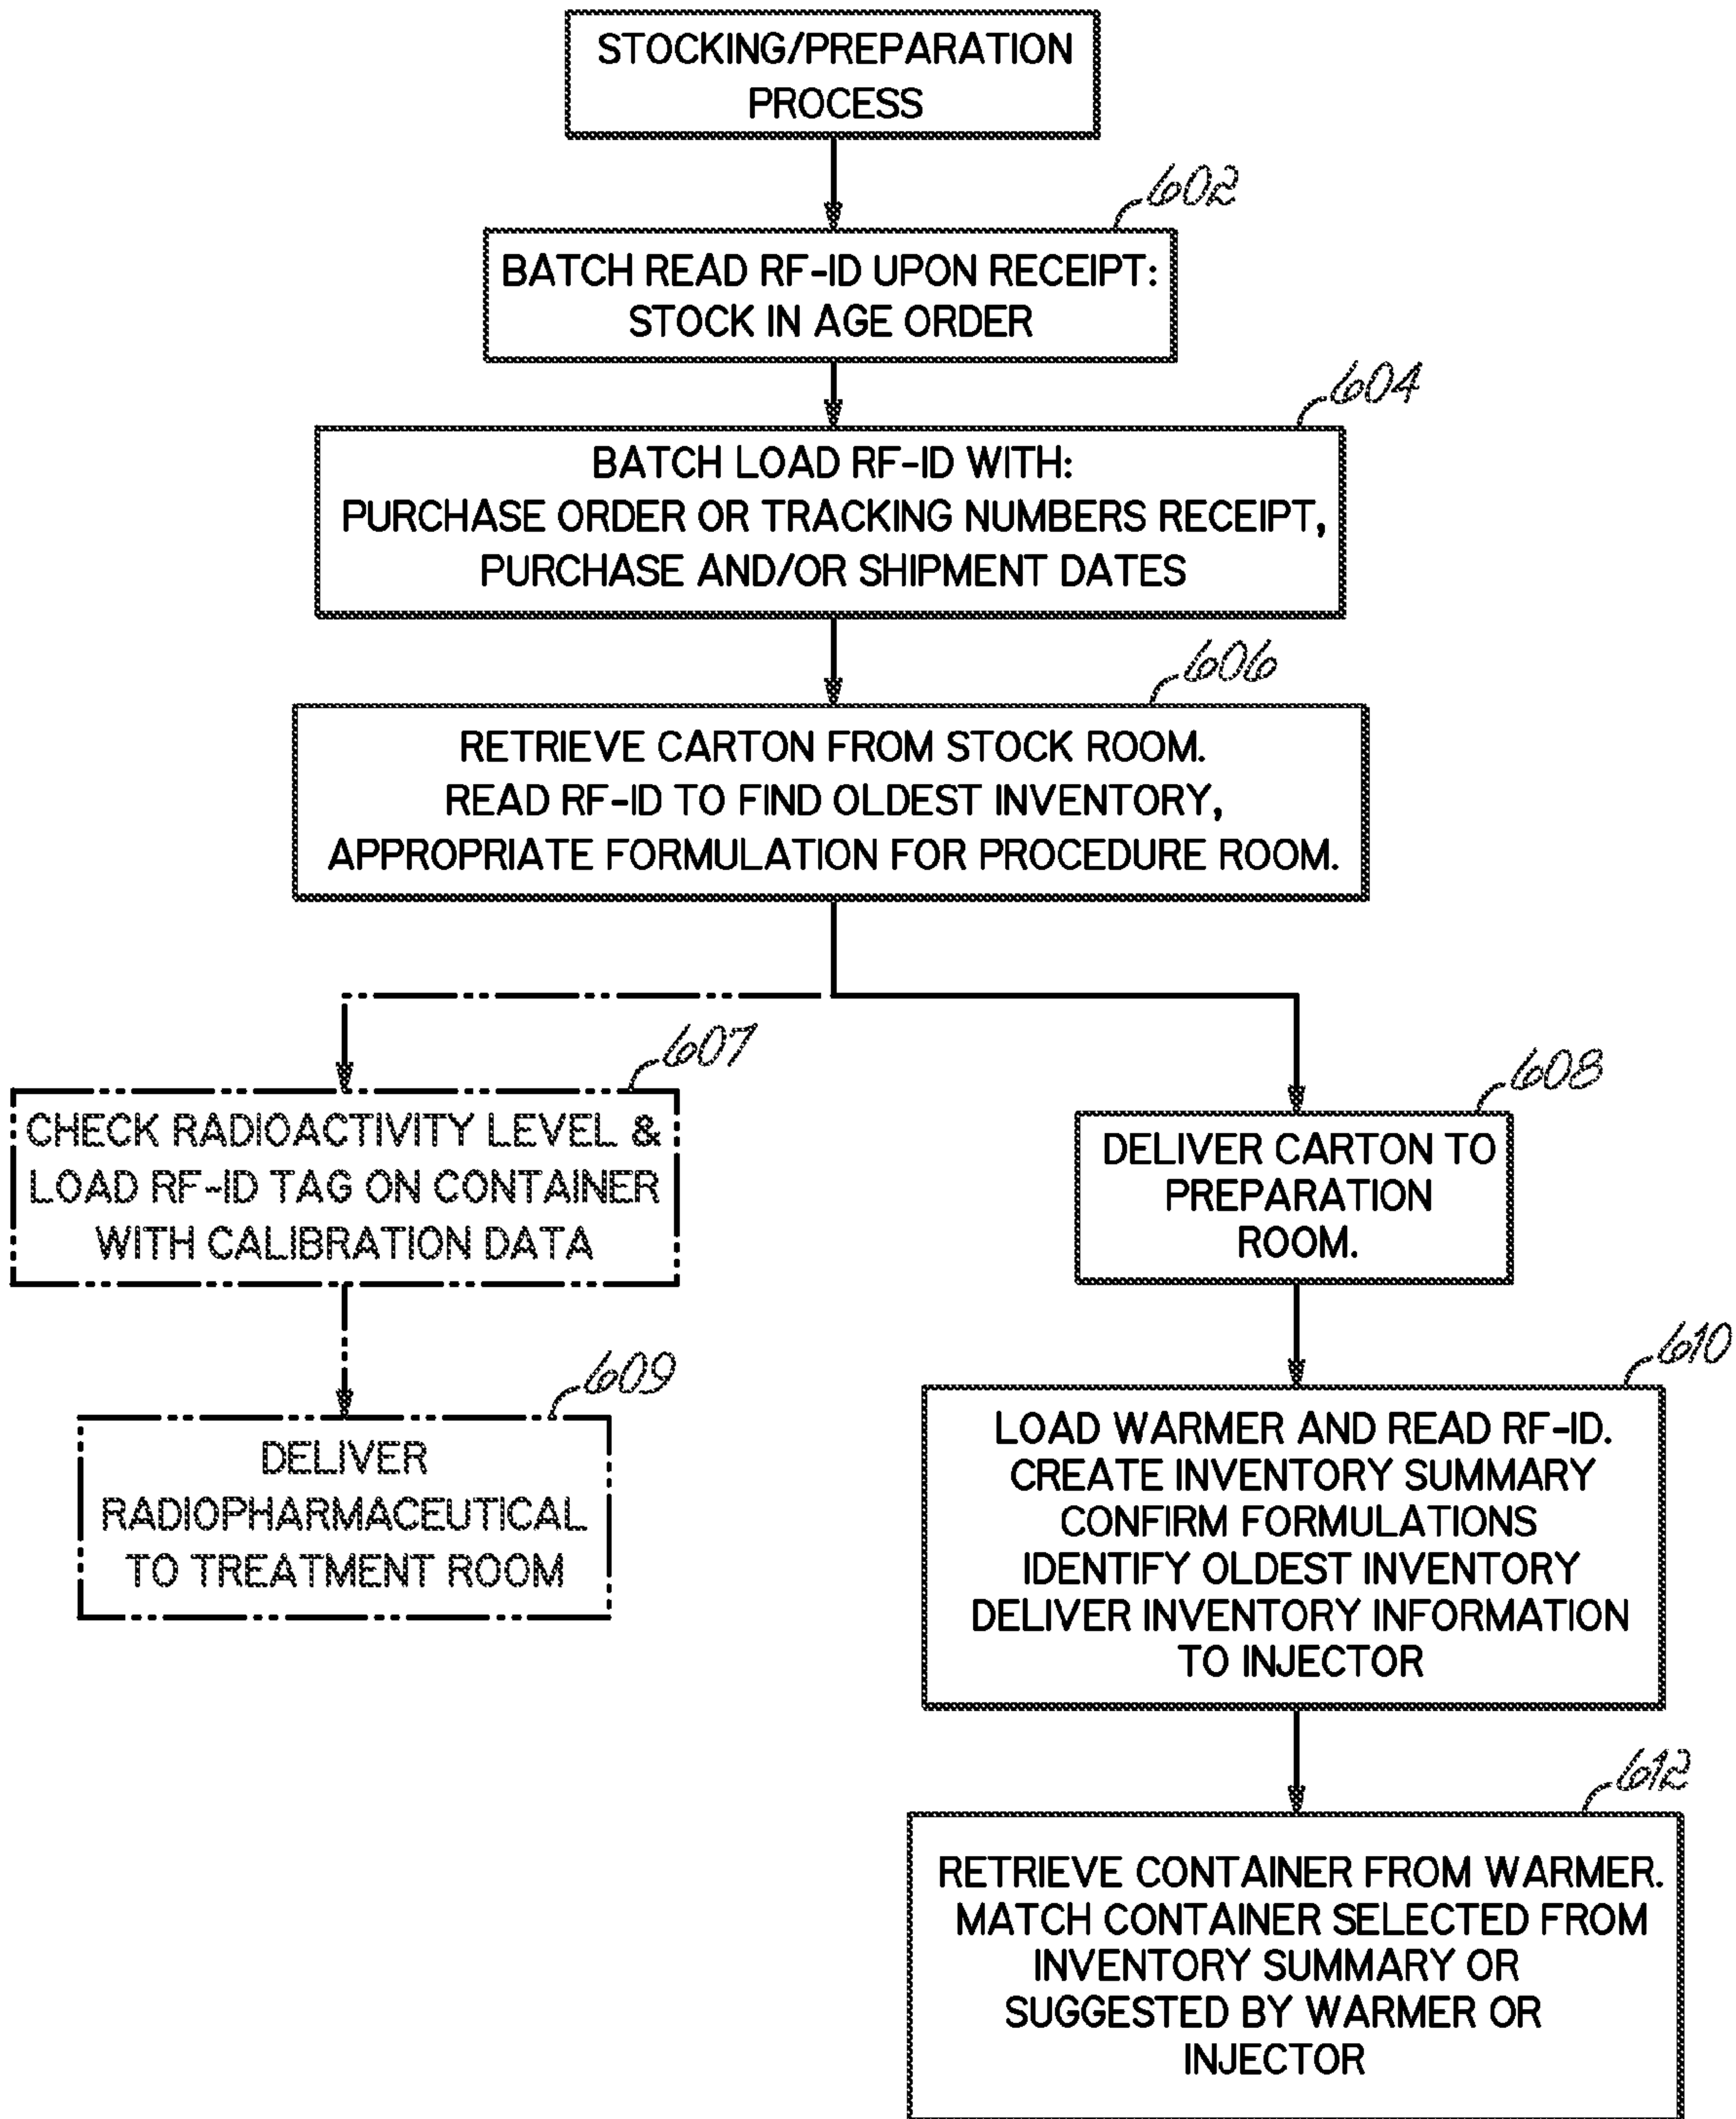 STOCKING/PREPARATION
PROCESS
602
BATCH READ RF-ID UPON RECEIPT:
STOCK IN AGE ORDER
604
BATCH LOAD RF-ID WITH:
PURCHASE ORDER OR TRACKING NUMBERS RECEIPT,
PURCHASE AND/OR SHIPMENT DATES
606
RETRIEVE CARTON FROM STOCK ROOM.
READ RF-ID TO FIND OLDEST INVENTORY,
APPROPRIATE FORMULATION FOR PROCEDURE ROOM.
607
CHECK RADIOACTIVITY LEVEL &
LOAD RF-ID TAG ON CONTAINER
WITH CALIBRATION DATA
609
DELIVER
RADIOPHARMACEUTICAL
TO TREATMENT ROOM
608
DELIVER CARTON TO
PREPARATION
ROOM.
610
LOAD WARMER AND READ RF-ID.
CREATE INVENTORY SUMMARY
CONFIRM FORMULATIONS
IDENTIFY OLDEST INVENTORY
DELIVER INVENTORY INFORMATION
TO INJECTOR
612
RETRIEVE CONTAINER FROM WARMER.
MATCH CONTAINER SELECTED FROM
INVENTORY SUMMARY OR
SUGGESTED BY WARMER OR
INJECTOR